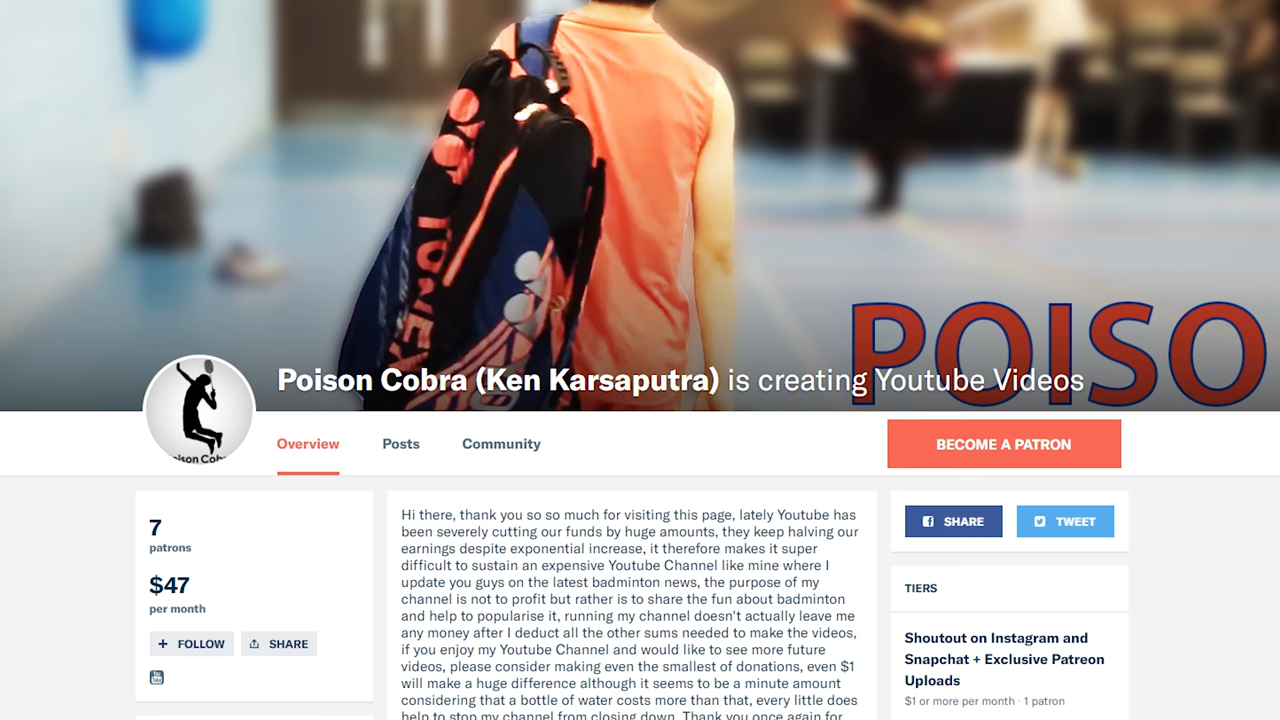 YONEX
POISO
Poison Cobra (Ken Karsaputra) is creating Youtube Videos
Overview
Posts
Community
BECOME A PATRON
7
patrons
$47
per month
+ FOLLOW
SHARE
You Tube
Hi there, thank you so so much for visiting this page, lately Youtube has
been severely cutting our funds by huge amounts, they keep halving our
earnings despite exponential increase, it therefore makes it super
difficult to sustain an expensive Youtube Channel like mine where I
update you guys on the latest badminton news, the purpose of my
channel is not to profit but rather is to share the fun about badminton
and help to popularise it, running my channel doesn't actually leave me
any money after I deduct all the other sums needed to make the videos,
if you enjoy my Youtube Channel and would like to see more future
videos, please consider making even the smallest of donations, even $1
will make a huge difference although it seems to be a minute amount
considering that a bottle of water costs more than that, every little does
help to stop my channel from closing down. Thank you once again for
SHARE
TWEET
TIERS
Shoutout on Instagram and
Snapchat + Exclusive Patreon
Uploads
$1 or more per month · 1 patron